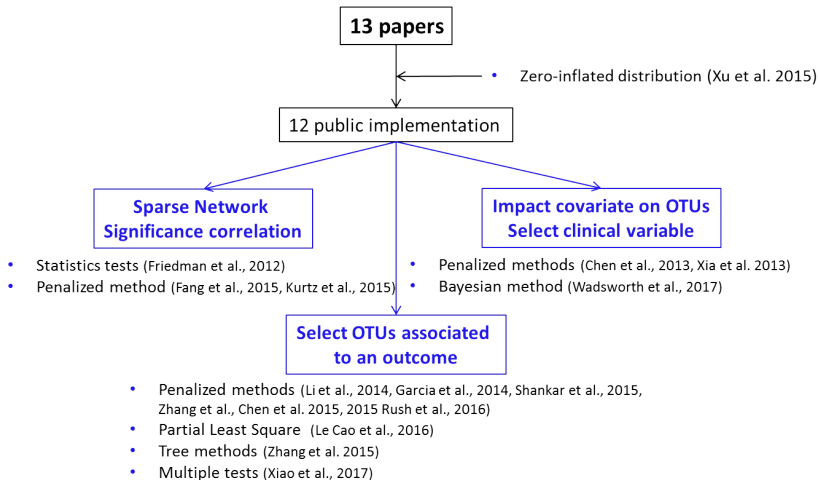 13 papers
• Zero-inflated distribution (Xu et al. 2015)
12 public implementation
Sparse Network
Significance correlation
• Statistics tests (Friedman et al., 2012)
• Penalized method (Fang et al., 2015, Kurtz et al., 2015)
Impact covariate on OTUs
Select clinical variable
• Penalized methods (Chen et al., 2013, Xia et al. 2013)
• Bayesian method (Wadsworth et al., 2017)
Select OTUs associated
to an outcome
• Penalized methods (Li et al., 2014, Garcia et al., 2014, Shankar et al., 2015,
Zhang et al., Chen et al. 2015, 2015 Rush et al., 2016)
• Partial Least Square (Le Cao et al., 2016)
• Tree methods (Zhang et al. 2015)
• Multiple tests (Xiao et al., 2017)